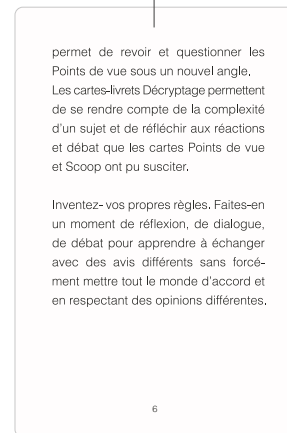 permet de revoir et questionner les
Points de vue sous un nouvel angle.
Les cartes-livrets Décryptage permettent
de se rendre compte de la complexité
d'un sujet et de réfléchir aux réactions
et débat que les cartes Points de vue
et Scoop ont pu susciter.
Inventez- vos propres règles. Faites-en
un moment de réflexion, de dialogue,
de débat pour apprendre à échanger
avec des avis différents sans forcé-
ment mettre tout le monde d'accord et
en respectant des opinions différentes.
6